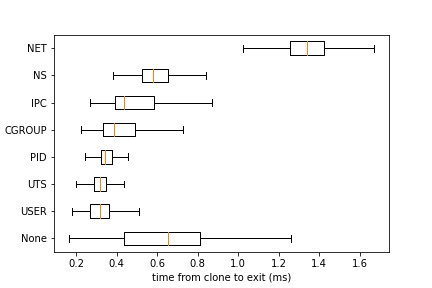 NET
NS
IPC
CGROUP
PID
UTS
USER
None
0.2 0.4 0.6 0.8 1.0 1.2 1.4 1.6
time from clone to exit (ms)